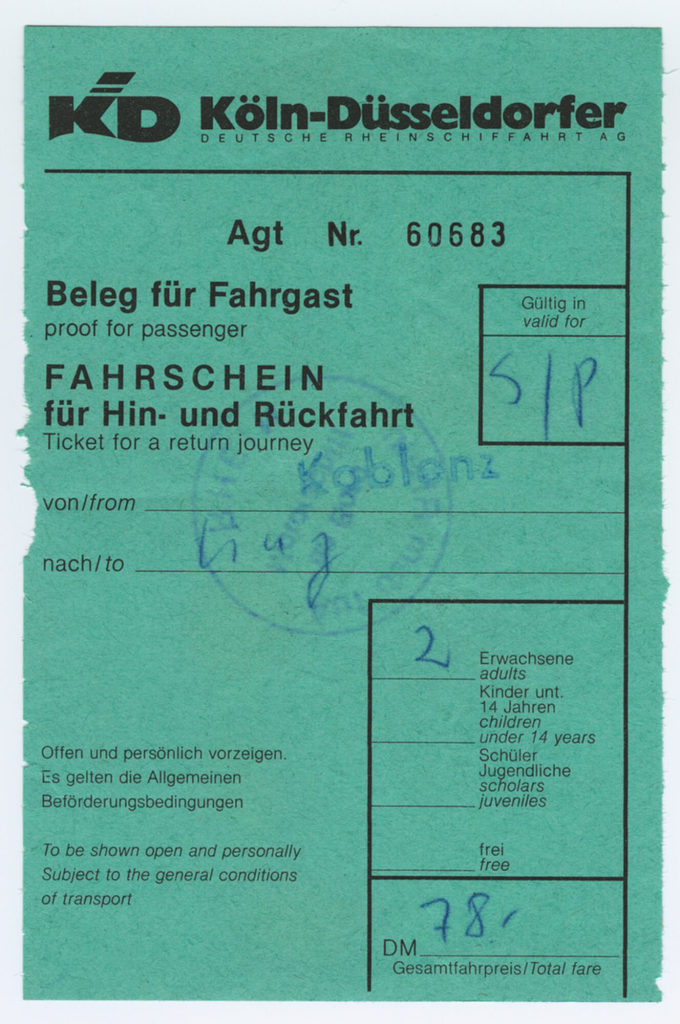 KD Köln-Düsseldorfer
DEUTSCHE RHEINSCHIFFAHRT AG
Agt Nr. 60683
Beleg für Fahrgast
proof for passenger
Gültig in
valid for
S/P
FAHRSCHEIN
für Hin- und Rückfahrt
Ticket for a return journey
Koblenz
von/from
nach/to
2 Erwachsene
adults
Kinder unt.
14 Jahren
children
under 14 years
Schüler
Jugendliche
scholars
juveniles
frei
free
Offen und persönlich vorzeigen.
Es gelten die Allgemeinen
Beförderungsbedingungen
To be shown open and personally
Subject to the general conditions
of transport
DM 78,-
Gesamtfahrpreis/Total fare